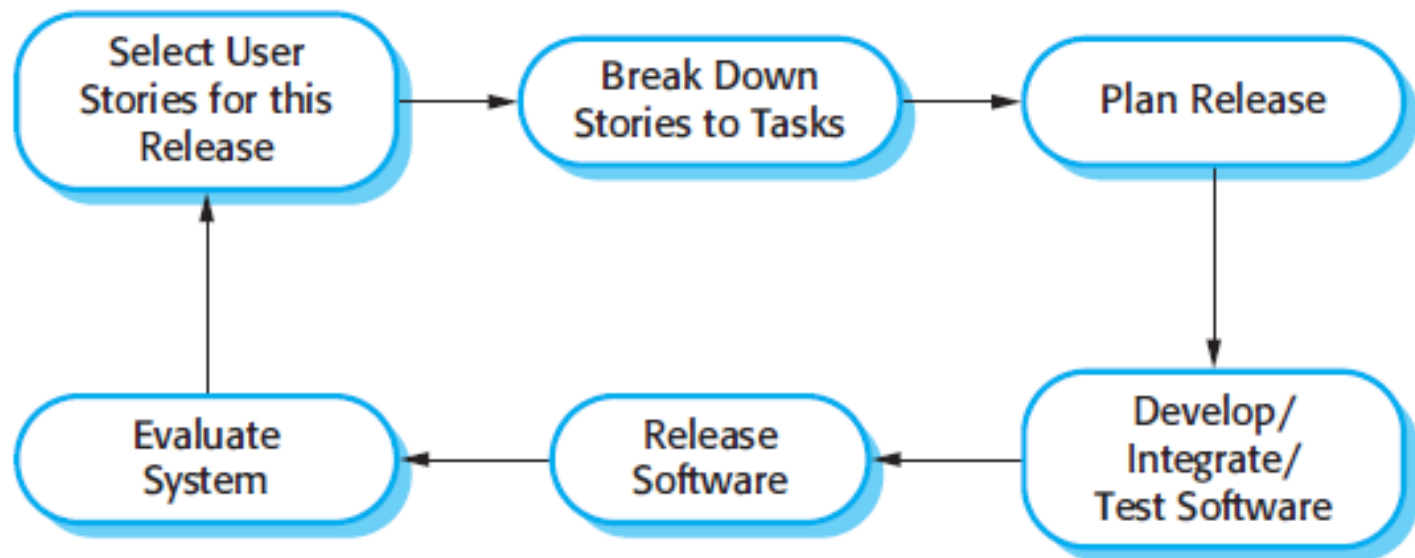 Select User
Stories for this
Release
Break Down
Stories to Tasks
Plan Release
Develop/
Integrate/
Test Software
Release
Software
Evaluate
System